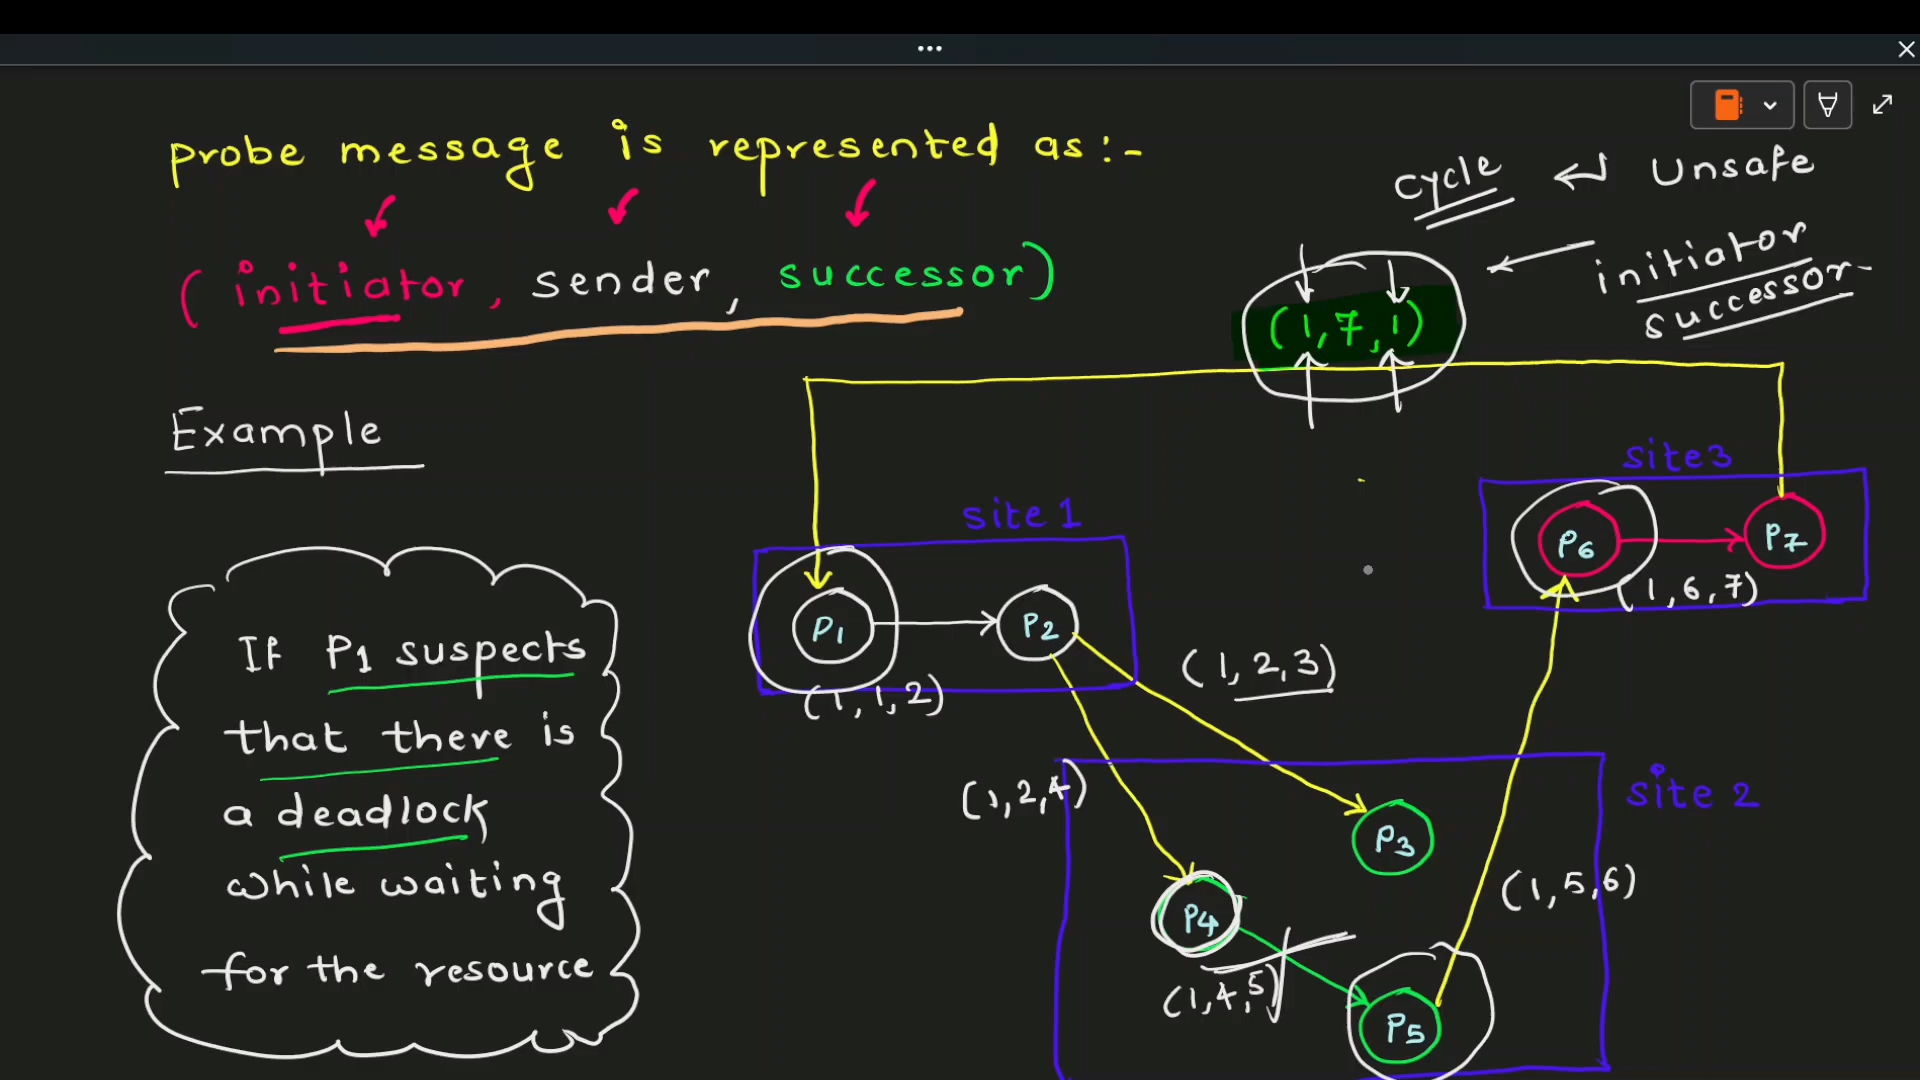 probe message is represented as:-
(initiator, sender, successor)
cycle ↵ Unsafe
initiator
successor
(1,7,1)
Example
site 3
P6
P7
(1,6,7)
site 1
P1
P2
(1,1,2)
(1,2,3)
If P1 suspects
that there is
a deadlock
while waiting
for the resource
(1,2,4)
site 2
P3
(1,5,6)
P4
(1,4,5)
P5